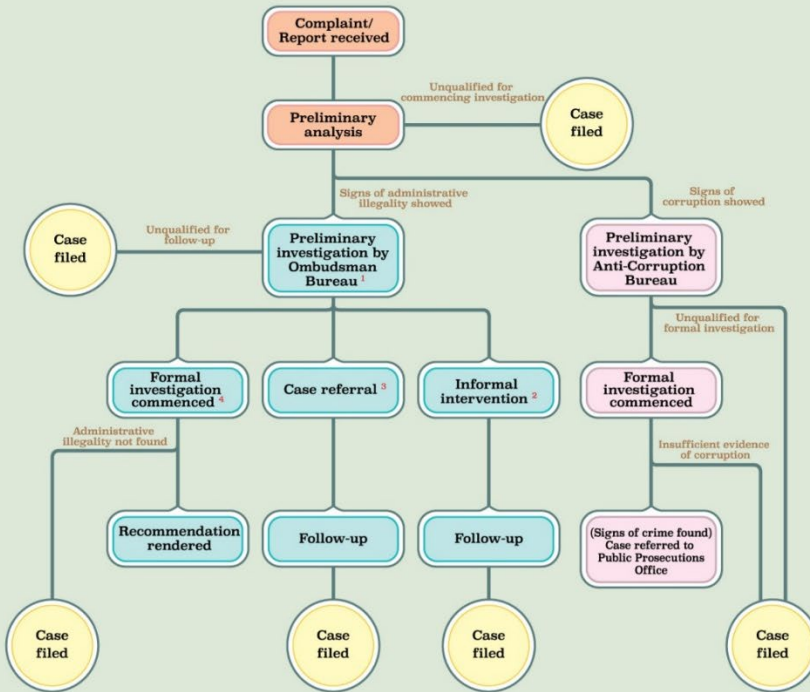 Complaint/
Report received
Unqualified for
commencing investigation
Preliminary
analysis
Case
filed
Signs of administrative
illegality showed
Signs of
corruption showed
Case
filed
Unqualified for
follow-up
Preliminary
investigation by
Ombudsman
Bureau 1
Preliminary
investigation by
Anti-Corruption
Bureau
Unqualified for
formal investigation
Formal
investigation
commenced 4
Case referral 3
Informal
intervention 2
Formal
investigation
commenced
Administrative
illegality not found
Insufficient evidence
of corruption
Recommendation
rendered
Follow-up
Follow-up
(Signs of crime found)
Case referred to
Public Prosecutions
Office
Case
filed
Case
filed
Case
filed
Case
filed